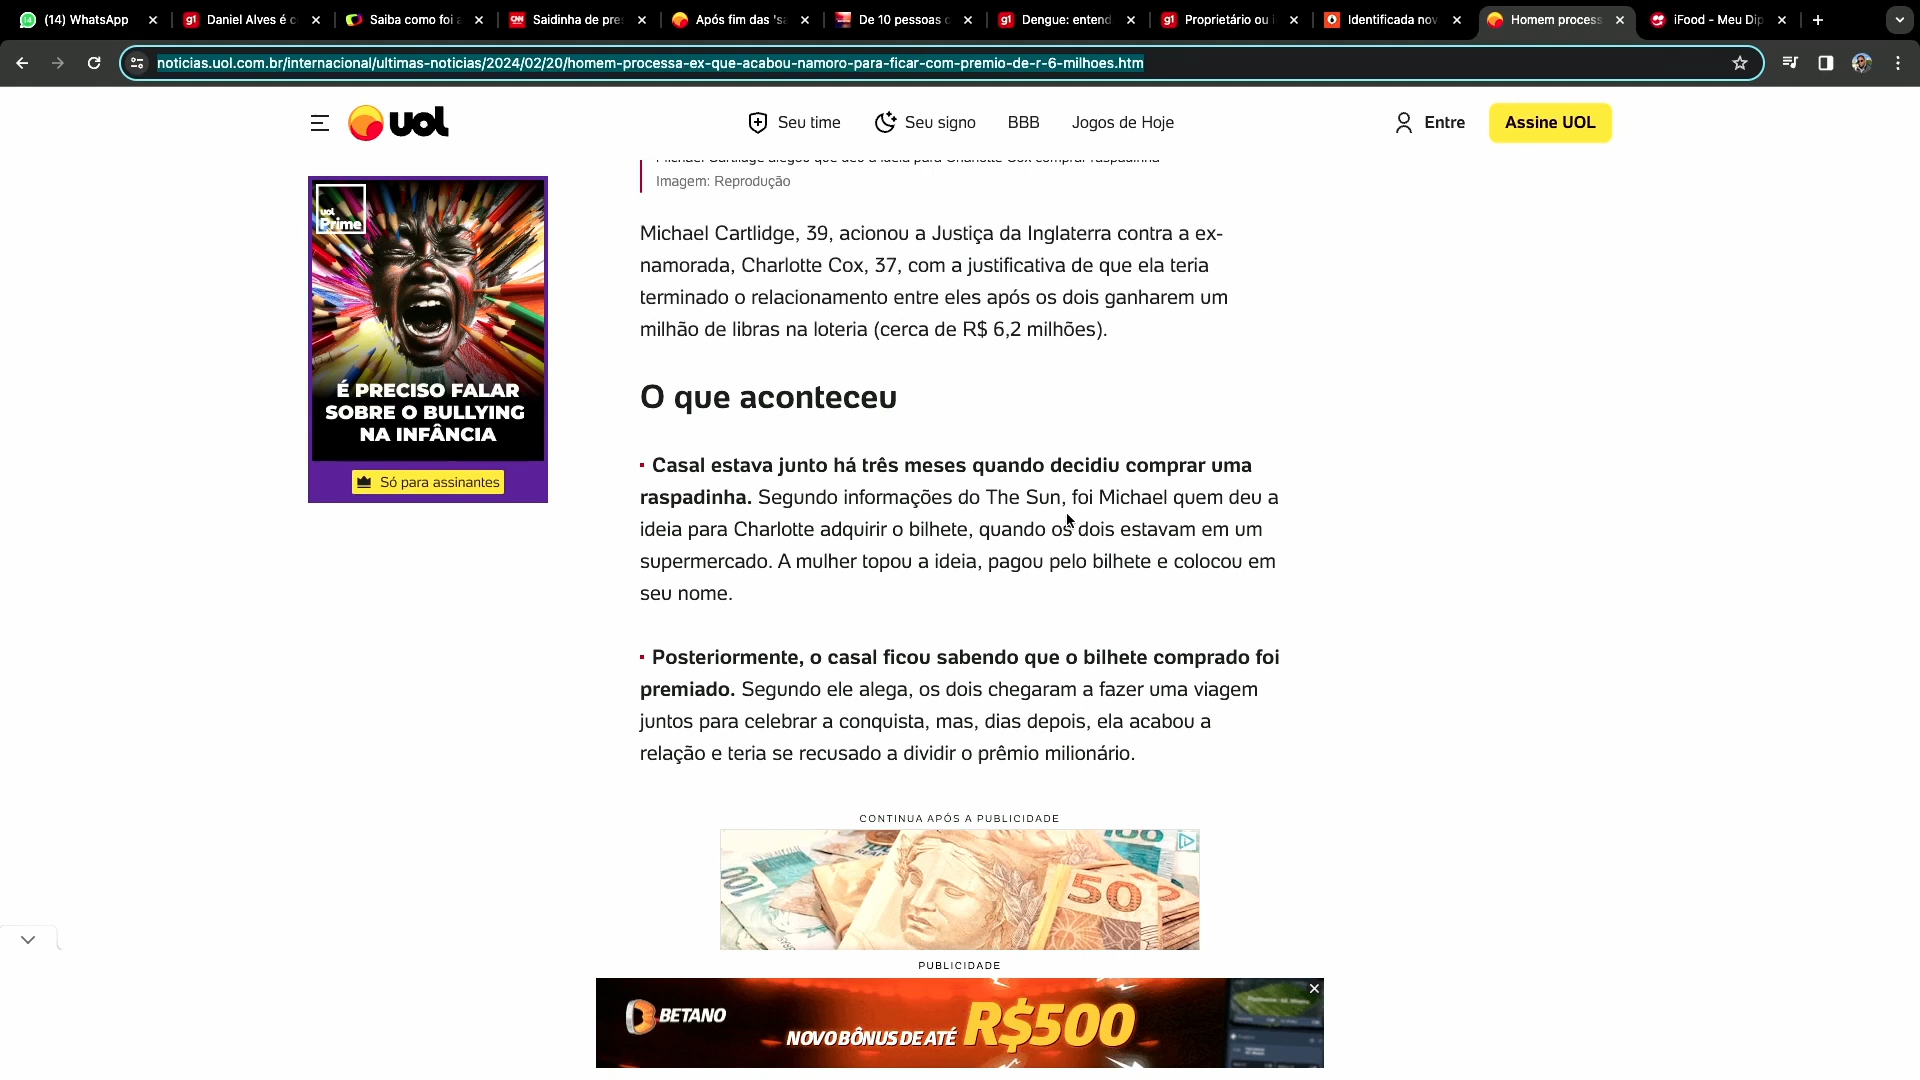 (14) WhatsApp
Daniel Alves é c
Saiba como foi a
Saidinha de pres
Após fim das 'sa
De 10 pessoas c
Dengue: entend
Proprietário ou i
Identificada nov
Homem process
iFood - Meu Dip
noticias.uol.com.br/internacional/ultimas-noticias/2024/02/20/homem-processa-ex-que-acabou-namoro-para-ficar-com-premio-de-r-6-milhoes.htm
uol
Seu time
Seu signo
BBB
Jogos de Hoje
Entre
Assine UOL
Michael Cartlidge alegou que deu a ideia para Charlotte Cox comprar raspadinha
Imagem: Reprodução
uol
Prime
É PRECISO FALAR
SOBRE O BULLYING
NA INFÂNCIA
Só para assinantes
Michael Cartlidge, 39, acionou a Justiça da Inglaterra contra a ex-
namorada, Charlotte Cox, 37, com a justificativa de que ela teria
terminado o relacionamento entre eles após os dois ganharem um
milhão de libras na loteria (cerca de R$ 6,2 milhões).
O que aconteceu
Casal estava junto há três meses quando decidiu comprar uma
raspadinha. Segundo informações do The Sun, foi Michael quem deu a
ideia para Charlotte adquirir o bilhete, quando os dois estavam em um
supermercado. A mulher topou a ideia, pagou pelo bilhete e colocou em
seu nome.
Posteriormente, o casal ficou sabendo que o bilhete comprado foi
premiado. Segundo ele alega, os dois chegaram a fazer uma viagem
juntos para celebrar a conquista, mas, dias depois, ela acabou a
relação e teria se recusado a dividir o prêmio milionário.
CONTINUA APÓS A PUBLICIDADE
100
100
50
PUBLICIDADE
BETANO
NOVO BÔNUS DE ATÉ R$500